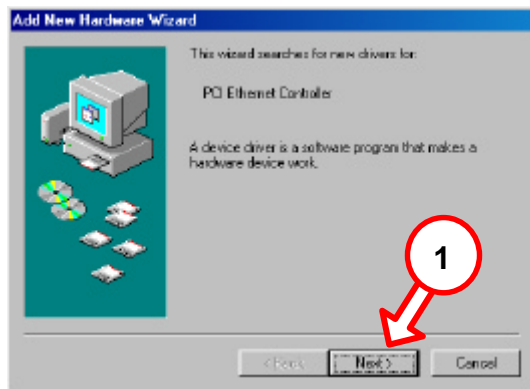 Add New Hardware Wizard
This wizard searches for new drivers for:
PCI Ethernet Controller
A device driver is a software program that makes a
hardware device work.
1
< Back
Next >
Cancel